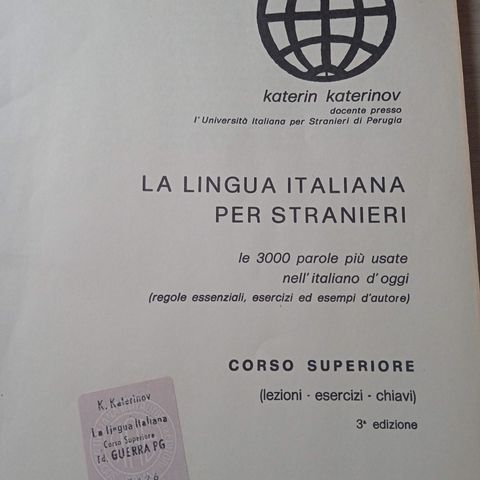 katerin katerinov
docente presso
l'Università Italiana per Stranieri di Perugia
LA LINGUA ITALIANA
PER STRANIERI
le 3000 parole più usate
nell'italiano d'oggi
(regole essenziali, esercizi ed esempi d'autore)
CORSO SUPERIORE
(lezioni - esercizi - chiavi)
3ª edizione
K. Katerinov
La lingua Italiana
Corso Superiore
Ed. GUERRA PG